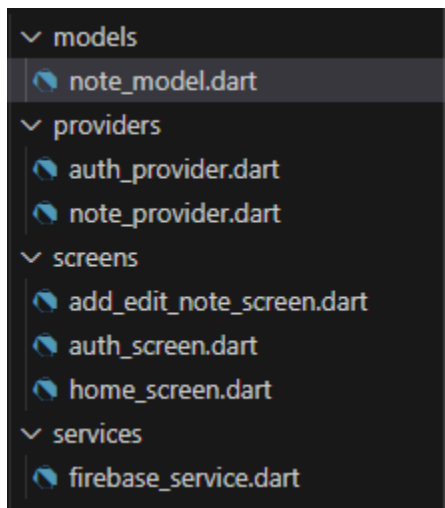 models
note_model.dart
providers
auth_provider.dart
note_provider.dart
screens
add_edit_note_screen.dart
auth_screen.dart
home_screen.dart
services
firebase_service.dart